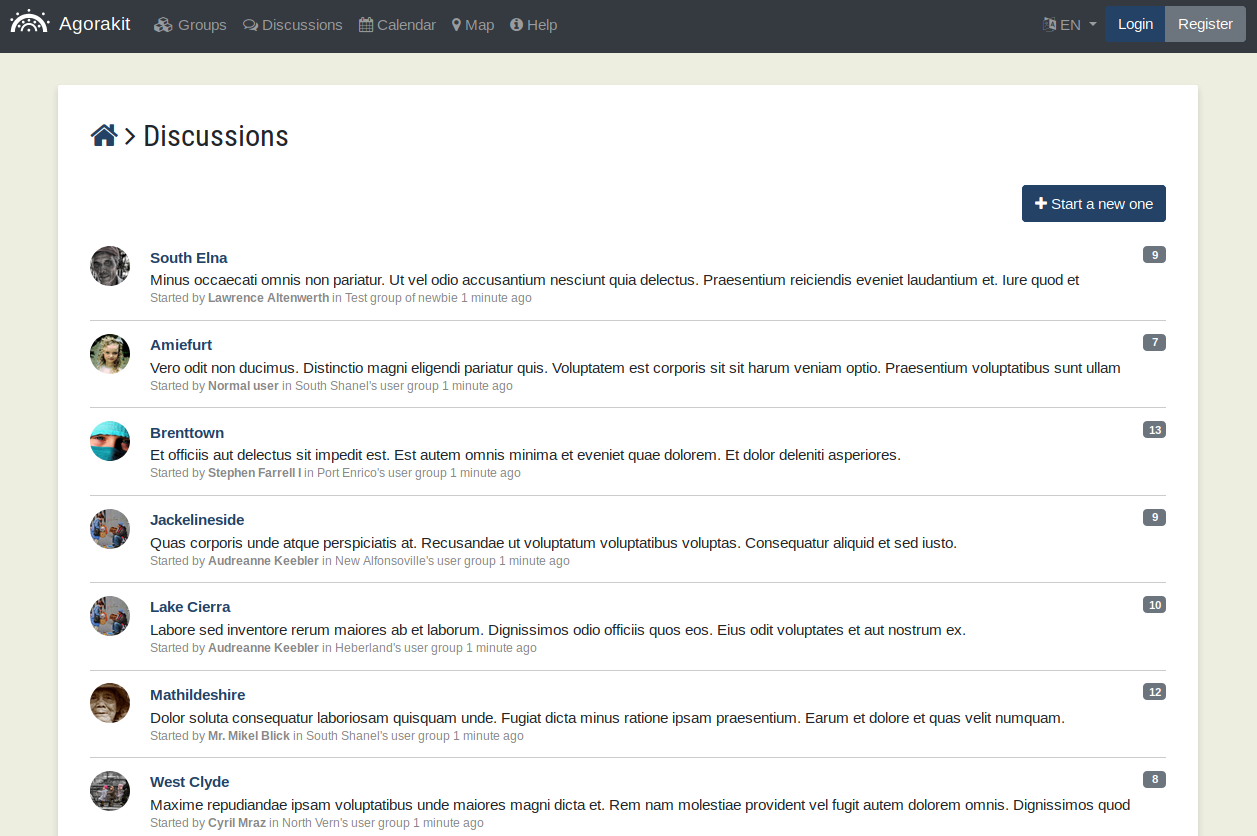 Agorakit Groups Discussions Calendar Map Help EN Login Register
Discussions
Start a new one
South Elna 9
Minus occaecati omnis non pariatur. Ut vel odio accusantium nesciunt quia delectus. Praesentium reiciendis eveniet laudantium et. Iure quod et
Started by Lawrence Altenwerth in Test group of newbie 1 minute ago
Amiefurt 7
Vero odit non ducimus. Distinctio magni eligendi pariatur quis. Voluptatem est corporis sit sit harum veniam optio. Praesentium voluptatibus sunt ullam
Started by Normal user in South Shanel's user group 1 minute ago
Brenttown 13
Et officiis aut delectus sit impedit est. Est autem omnis minima et eveniet quae dolorem. Et dolor deleniti asperiores.
Started by Stephen Farrell I in Port Enrico's user group 1 minute ago
Jackelineside 9
Quas corporis unde atque perspiciatis at. Recusandae ut voluptatum voluptatibus voluptas. Consequatur aliquid et sed iusto.
Started by Audreanne Keebler in New Alfonsoville's user group 1 minute ago
Lake Cierra 10
Labore sed inventore rerum maiores ab et laborum. Dignissimos odio officiis quos eos. Eius odit voluptates et aut nostrum ex.
Started by Audreanne Keebler in Heberland's user group 1 minute ago
Mathildeshire 12
Dolor soluta consequatur laboriosam quisquam unde. Fugiat dicta minus ratione ipsam praesentium. Earum et dolore et quas velit numquam.
Started by Mr. Mikel Blick in South Shanel's user group 1 minute ago
West Clyde 8
Maxime repudiandae ipsam voluptatibus unde maiores magni dicta et. Rem nam molestiae provident vel fugit autem dolorem omnis. Dignissimos quod
Started by Cyril Mraz in North Vern's user group 1 minute ago